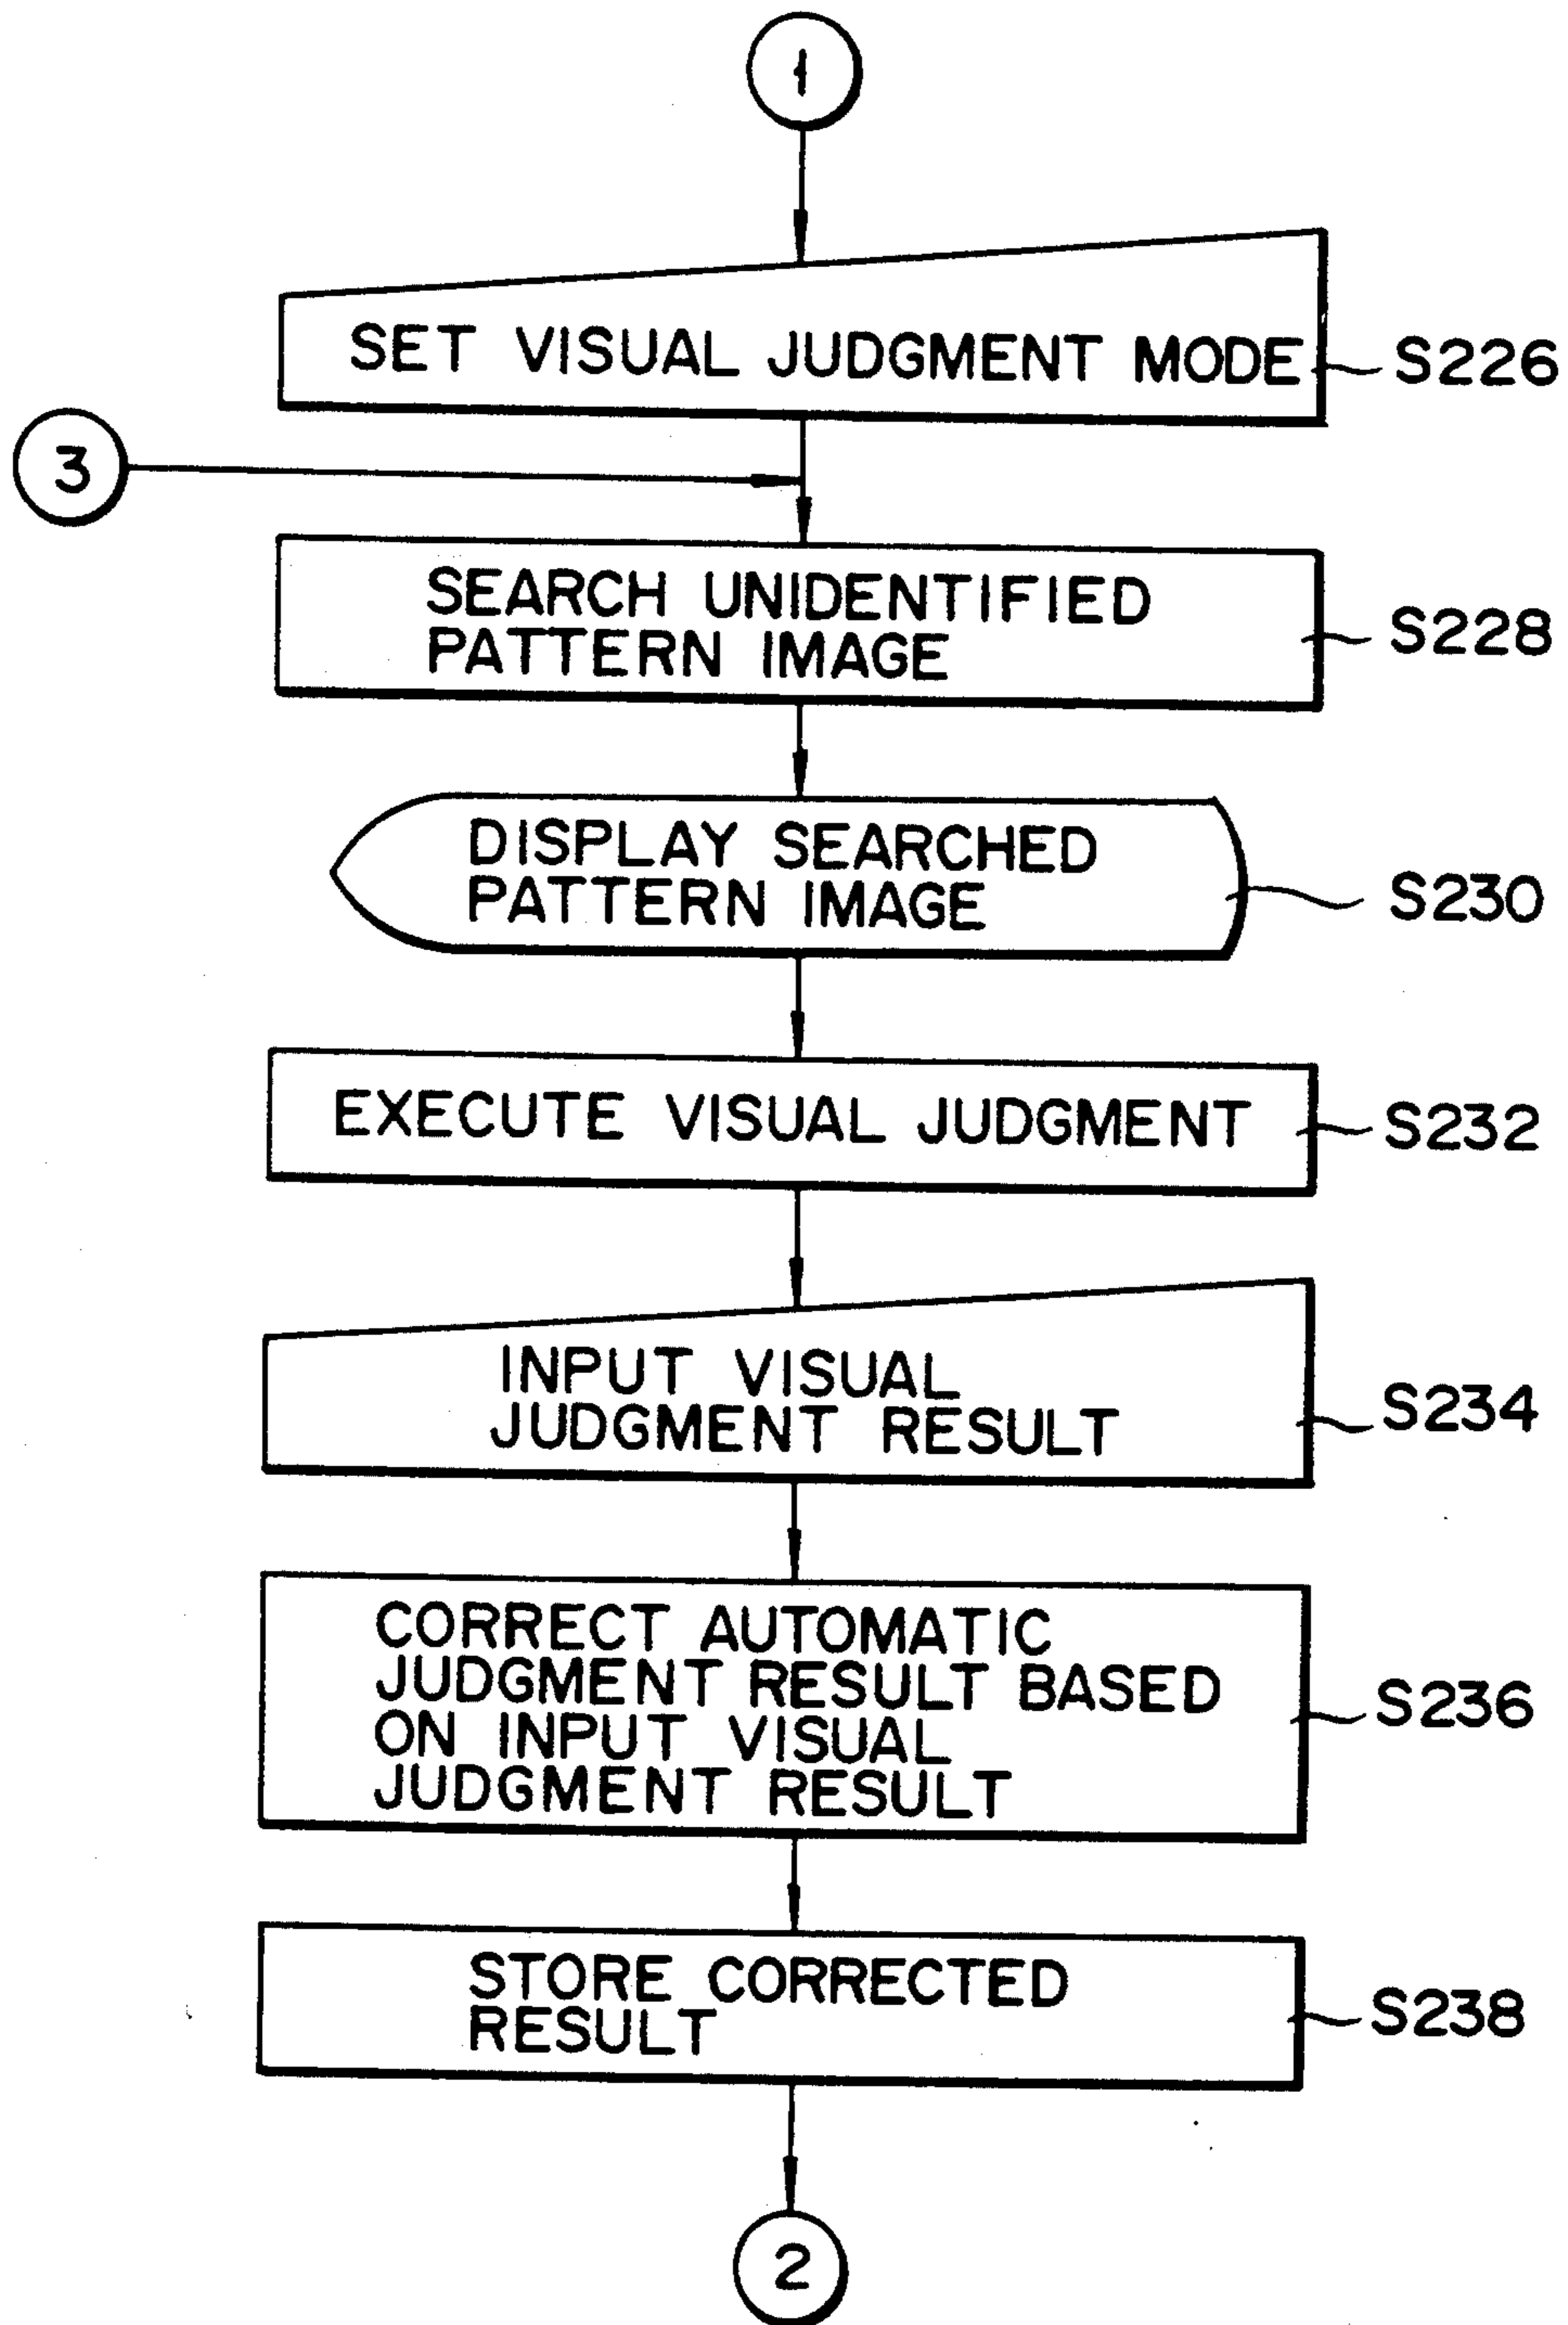 1
SET VISUAL JUDGMENT MODE
S226
3
SEARCH UNIDENTIFIED
PATTERN IMAGE
S228
DISPLAY SEARCHED
PATTERN IMAGE
S230
EXECUTE VISUAL JUDGMENT
S232
INPUT VISUAL
JUDGMENT RESULT
S234
CORRECT AUTOMATIC
JUDGMENT RESULT BASED
ON INPUT VISUAL
JUDGMENT RESULT
S236
STORE CORRECTED
RESULT
S238
2